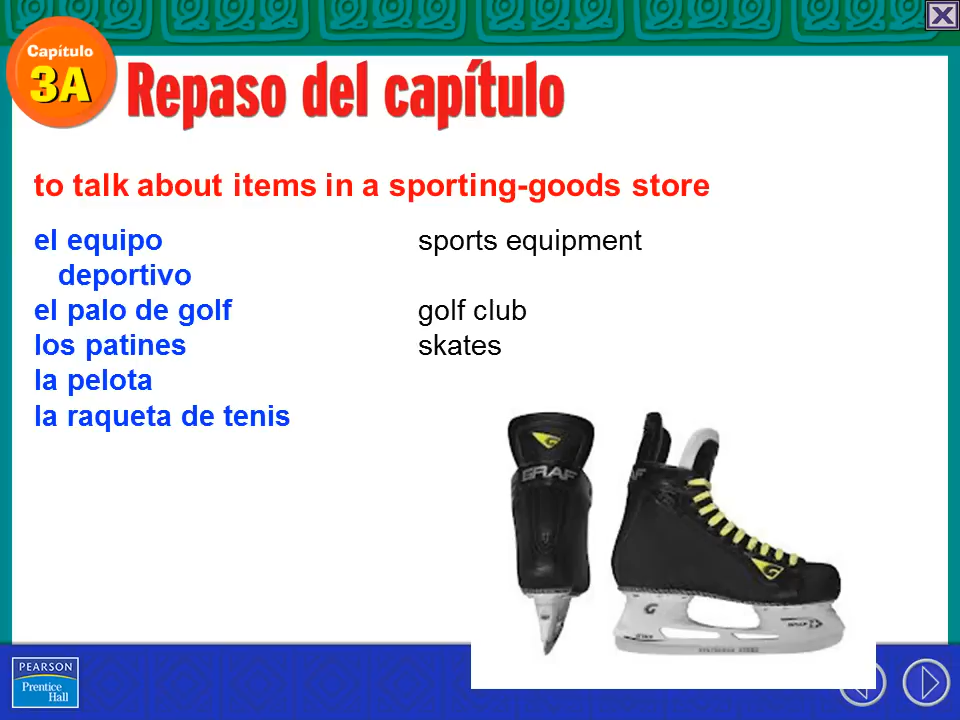 Capítulo
3A
Repaso del capítulo
to talk about items in a sporting-goods store
el equipo sports equipment
deportivo
el palo de golf golf club
los patines skates
la pelota
la raqueta de tenis
GRAF
G
PEARSON
Prentice
Hall